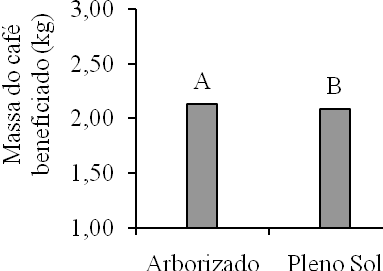 Massa do café
beneficiado (kg)
3,00
2,50
2,00
1,50
1,00
A
B
Arborizado
Pleno Sol